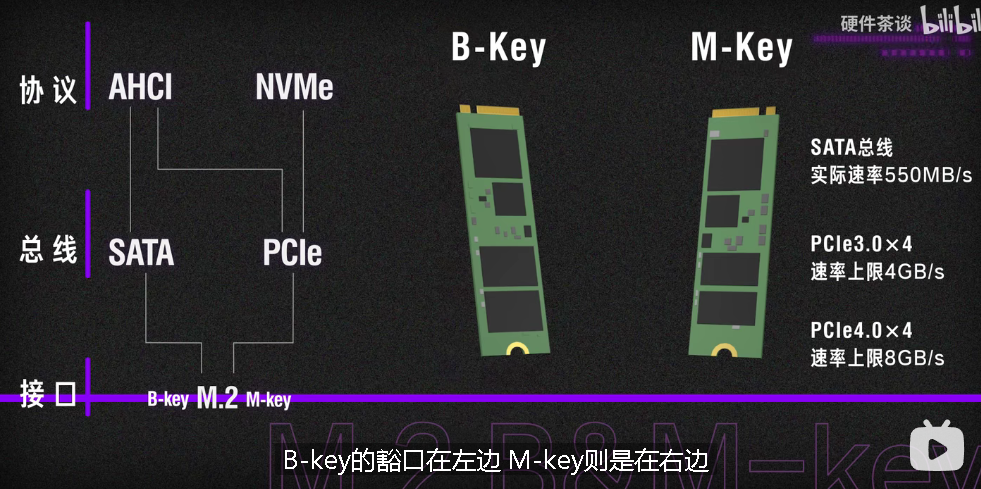 硬件茶谈 bilibil
B-Key
M-Key
协议
AHCI
NVMe
SATA总线
实际速率550MB/s
总线
SATA
PCIe
PCIe3.0×4
速率上限4GB/s
PCIe4.0×4
速率上限8GB/s
接口
B-key M.2 M-key
M.2 B&M-key
B-key的豁口在左边 M-key则是在右边